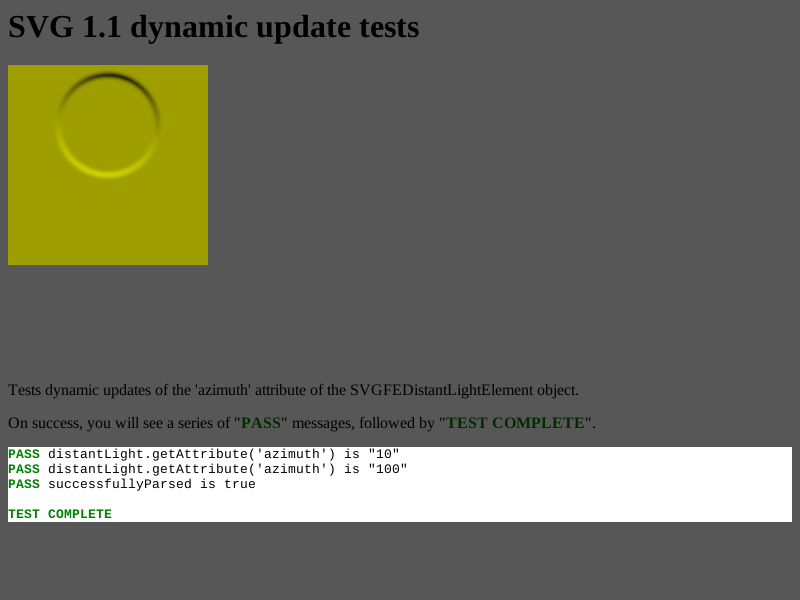 SVG 1.1 dynamic update tests
Tests dynamic updates of the 'azimuth' attribute of the SVGFEDistantLightElement object.
On success, you will see a series of "PASS" messages, followed by "TEST COMPLETE".
PASS distantLight.getAttribute('azimuth') is "10"
PASS distantLight.getAttribute('azimuth') is "100"
PASS successfullyParsed is true
TEST COMPLETE